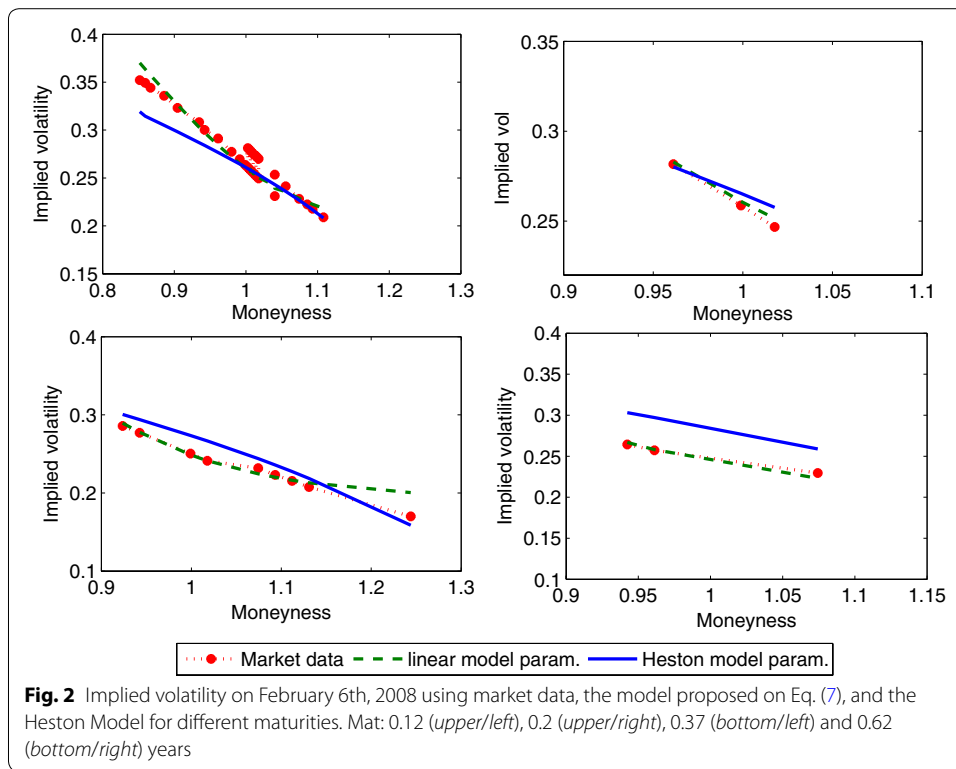 0.4
0.35
0.3
0.25
0.2
0.15
Implied volatility
0.8 0.9 1 1.1 1.2 1.3
Moneyness
0.35
0.3
0.25
Implied vol
0.9 0.95 1 1.05 1.1
Moneyness
0.4
0.3
0.2
0.1
Implied volatility
0.9 1 1.1 1.2 1.3
Moneyness
0.4
0.35
0.3
0.25
0.2
0.15
0.1
Implied volatility
0.9 0.95 1 1.05 1.1 1.15
Moneyness
Market data linear model param. Heston model param.
Fig. 2 Implied volatility on February 6th, 2008 using market data, the model proposed on Eq. (7), and the
Heston Model for different maturities. Mat: 0.12 (upper/left), 0.2 (upper/right), 0.37 (bottom/left) and 0.62
(bottom/right) years